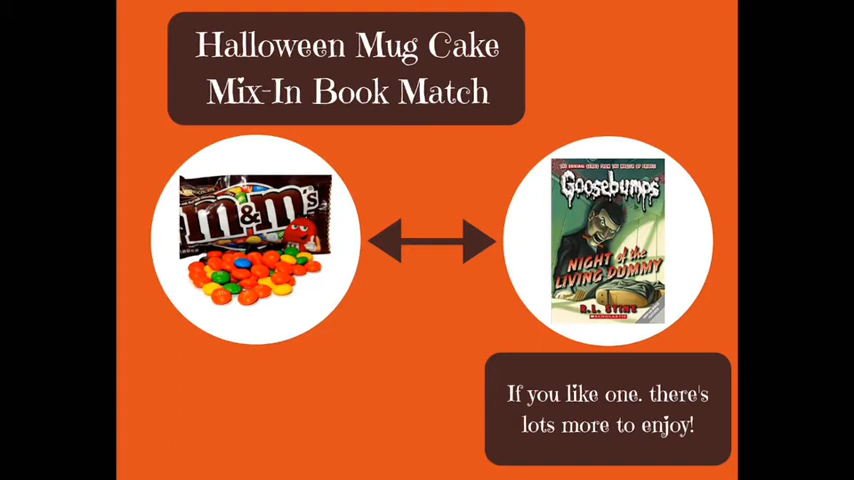 Halloween Mug Cake
Mix-In Book Match
m&m's
Goosebumps
NIGHT of the
LIVING DUMMY
R.L. STINE
SCHOLASTIC
If you like one. there's
lots more to enjoy!